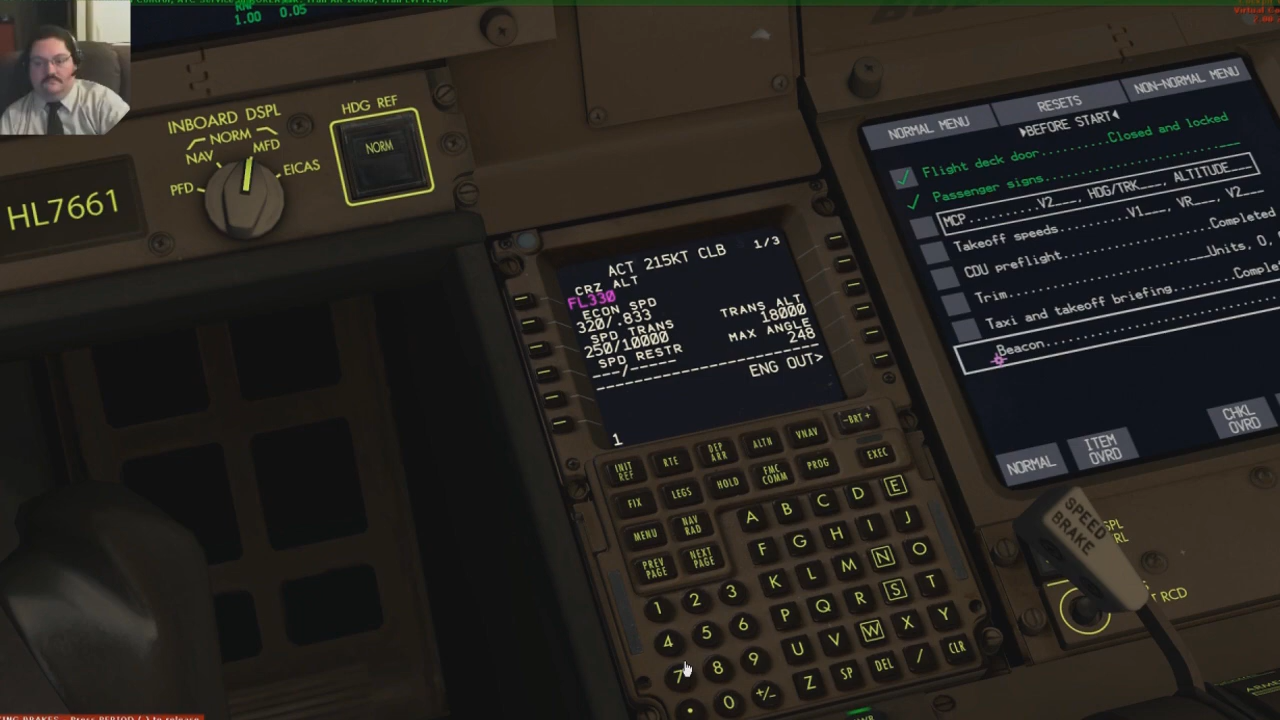 1.00 0.05
INBOARD DSPL
NORM
NAV
MFD
PFD
EICAS
HDG REF
NORM
HL7661
ACT 215KT CLB 1/3
CRZ ALT
FL330
ECON SPD
320/.833
TRANS ALT
18000
SPD TRANS
250/10000
MAX ANGLE
248
SPD RESTR
---/-----
ENG OUT>
1
INIT REF
RTE
DEP ARR
ALTN
VNAV
-BRT+
FIX
LEGS
HOLD
FMC COMM
PROG
EXEC
MENU
NAV RAD
PREV PAGE
NEXT PAGE
A B C D E
F G H I J
K L M N O
P Q R S T
U V W X Y
Z SP DEL / CLR
1 2 3
4 5 6
7 8 9
. 0 +/-
NORMAL MENU
RESETS
NON-NORMAL MENU
BEFORE START
Flight deck door..........Closed and locked
Passenger signs
MCP..........V2___, HDG/TRK___, ALTITUDE___
Takeoff speeds..........V1___, VR___, V2___
CDU preflight
Trim
Units, 0,
Taxi and takeoff briefing
Beacon
NORMAL
ITEM OVRD
CHKL OVRD
SPEED BRAKE